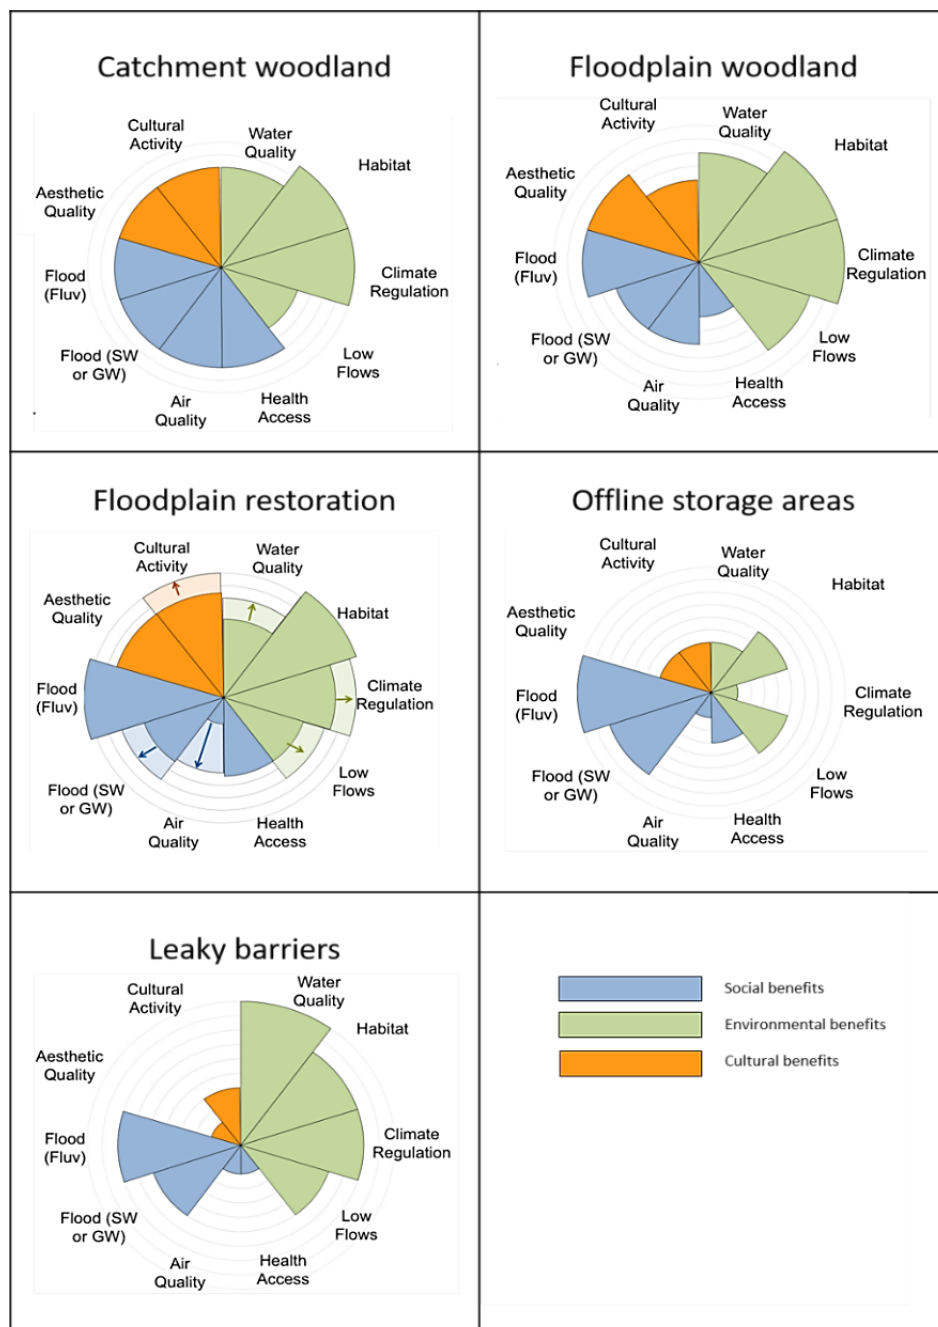 Catchment woodland
Cultural
Activity
Water
Quality
Habitat
Aesthetic
Quality
Flood
(Fluv)
Climate
Regulation
Flood (SW
or GW)
Low
Flows
Air
Quality
Health
Access
Floodplain woodland
Cultural
Activity
Water
Quality
Habitat
Aesthetic
Quality
Flood
(Fluv)
Climate
Regulation
Flood (SW
or GW)
Low
Flows
Air
Quality
Health
Access
Floodplain restoration
Cultural
Activity
Water
Quality
Habitat
Aesthetic
Quality
Flood
(Fluv)
Climate
Regulation
Flood (SW
or GW)
Low
Flows
Air
Quality
Health
Access
Offline storage areas
Cultural
Activity
Water
Quality
Habitat
Aesthetic
Quality
Flood
(Fluv)
Climate
Regulation
Flood (SW
or GW)
Low
Flows
Air
Quality
Health
Access
Leaky barriers
Cultural
Activity
Water
Quality
Habitat
Aesthetic
Quality
Flood
(Fluv)
Climate
Regulation
Flood (SW
or GW)
Low
Flows
Air
Quality
Health
Access
Social benefits
Environmental benefits
Cultural benefits